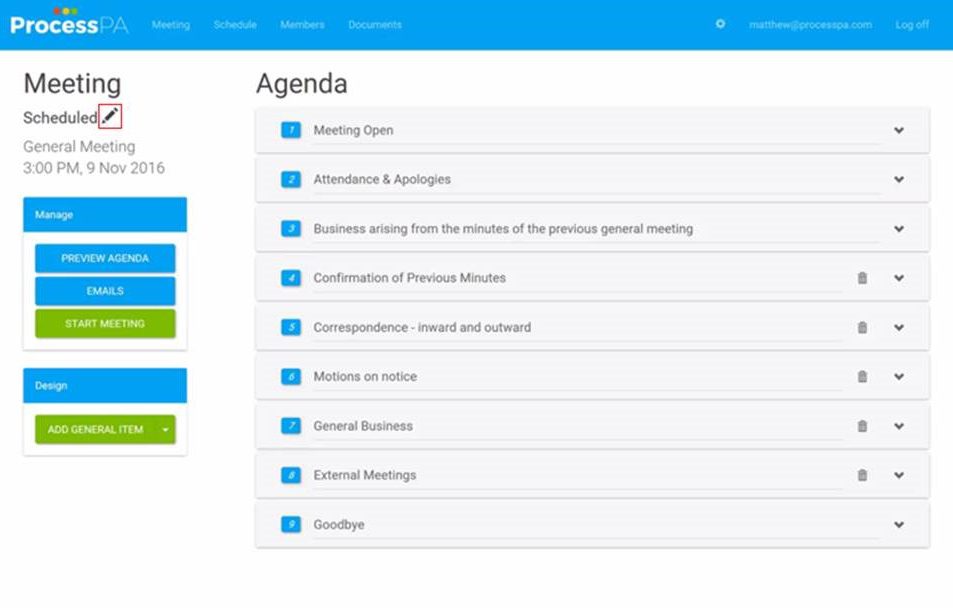 ProcessPA Meeting Schedule Members Documents matthew@processpa.com Log off
Meeting
Scheduled
General Meeting
3:00 PM, 9 Nov 2016
Manage
PREVIEW AGENDA
EMAILS
START MEETING
Design
ADD GENERAL ITEM
Agenda
1 Meeting Open
2 Attendance & Apologies
3 Business arising from the minutes of the previous general meeting
4 Confirmation of Previous Minutes
5 Correspondence - inward and outward
6 Motions on notice
7 General Business
8 External Meetings
9 Goodbye